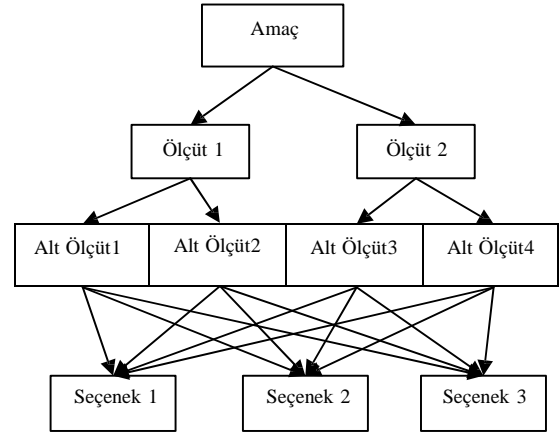 Amaç
Ölçüt 1
Ölçüt 2
Alt Ölçüt1
Alt Ölçüt2
Alt Ölçüt3
Alt Ölçüt4
Seçenek 1
Seçenek 2
Seçenek 3